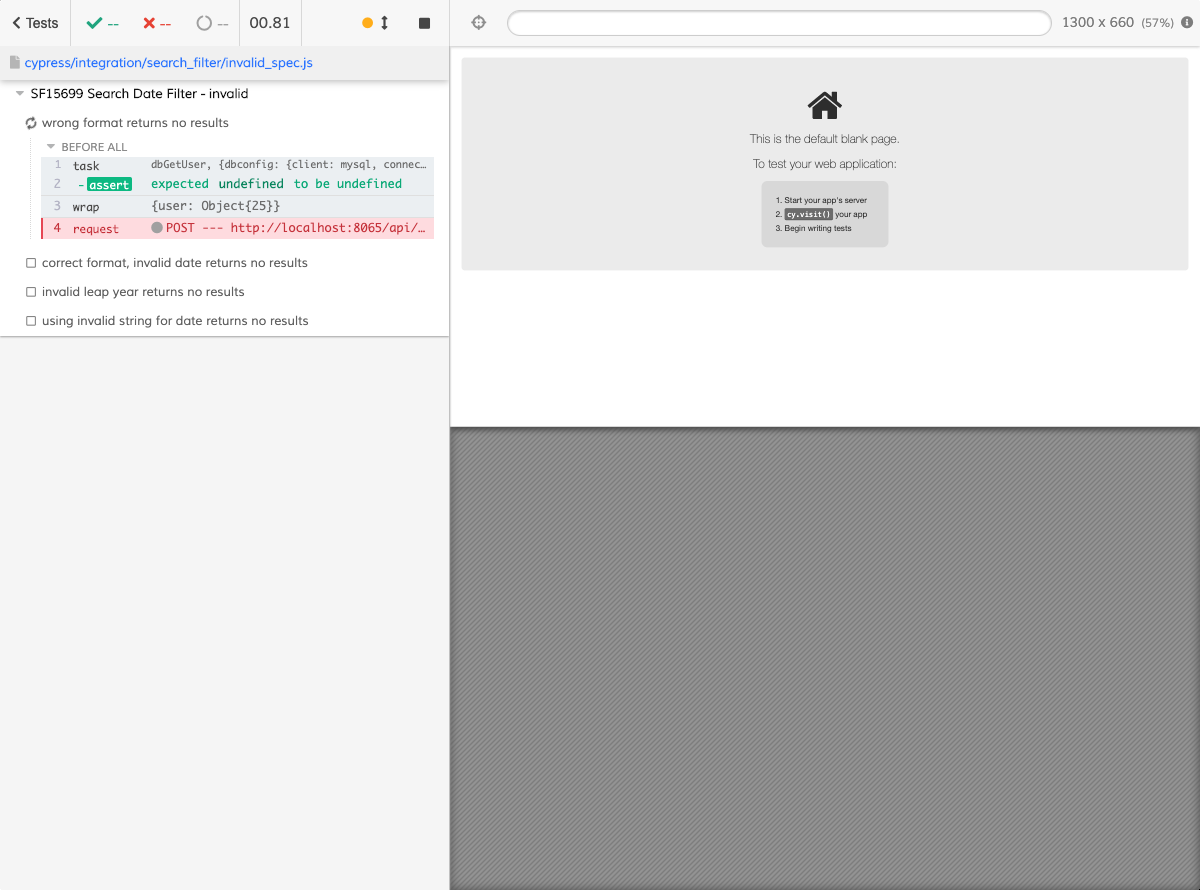 Tests
--
--
--
00.81
1300 x 660 (57%)
cypress/integration/search_filter/invalid_spec.js
SF15699 Search Date Filter - invalid
wrong format returns no results
BEFORE ALL
1 task dbGetUser, {dbconfig: {client: mysql, connec…
2 -assert expected undefined to be undefined
3 wrap {user: Object{25}}
4 request POST --- http://localhost:8065/api/…
correct format, invalid date returns no results
invalid leap year returns no results
using invalid string for date returns no results
This is the default blank page.
To test your web application:
1. Start your app's server
2. cy.visit() your app
3. Begin writing tests